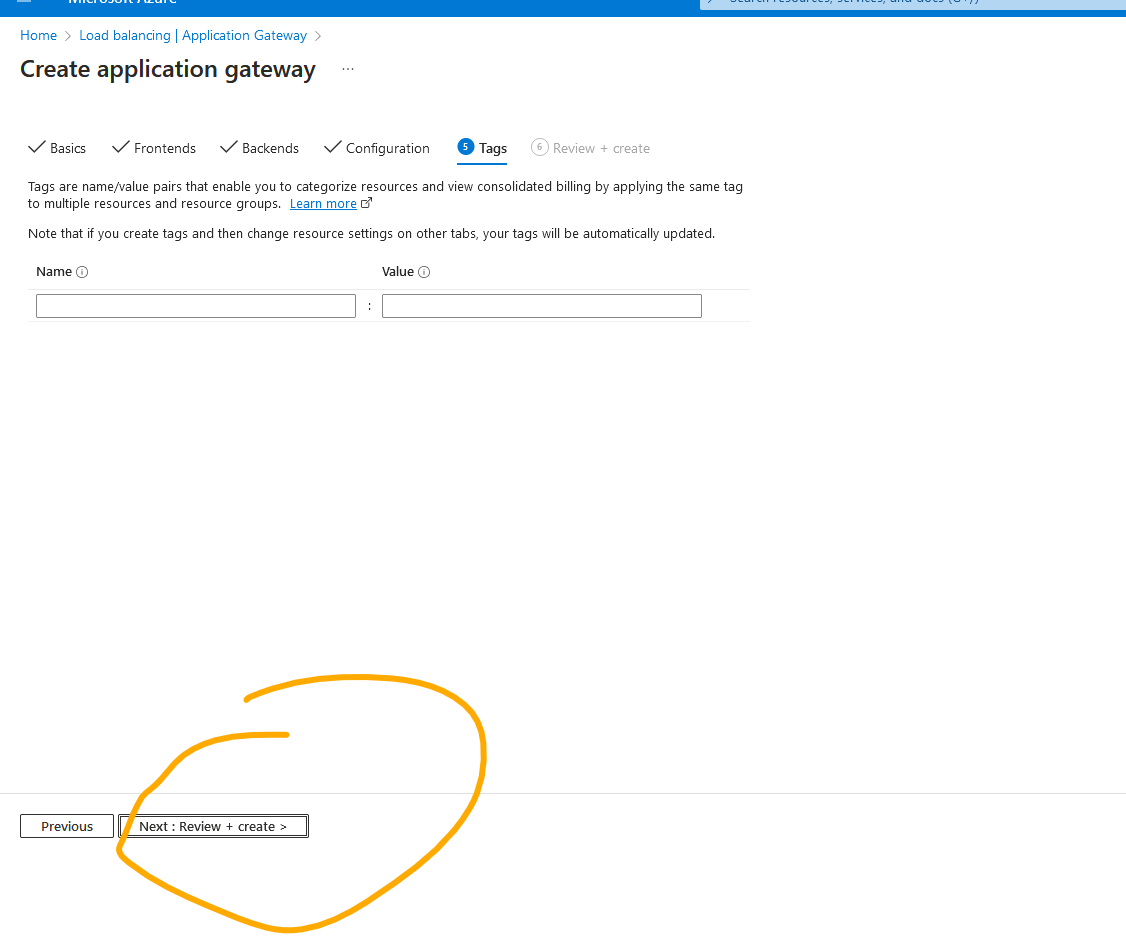 Microsoft Azure
Search resources, services, and docs (G+/)
Home > Load balancing | Application Gateway >
Create application gateway ...
Basics Frontends Backends Configuration 5 Tags 6 Review + create
Tags are name/value pairs that enable you to categorize resources and view consolidated billing by applying the same tag
to multiple resources and resource groups. Learn more
Note that if you create tags and then change resource settings on other tabs, your tags will be automatically updated.
Name Value
:
Previous Next : Review + create >